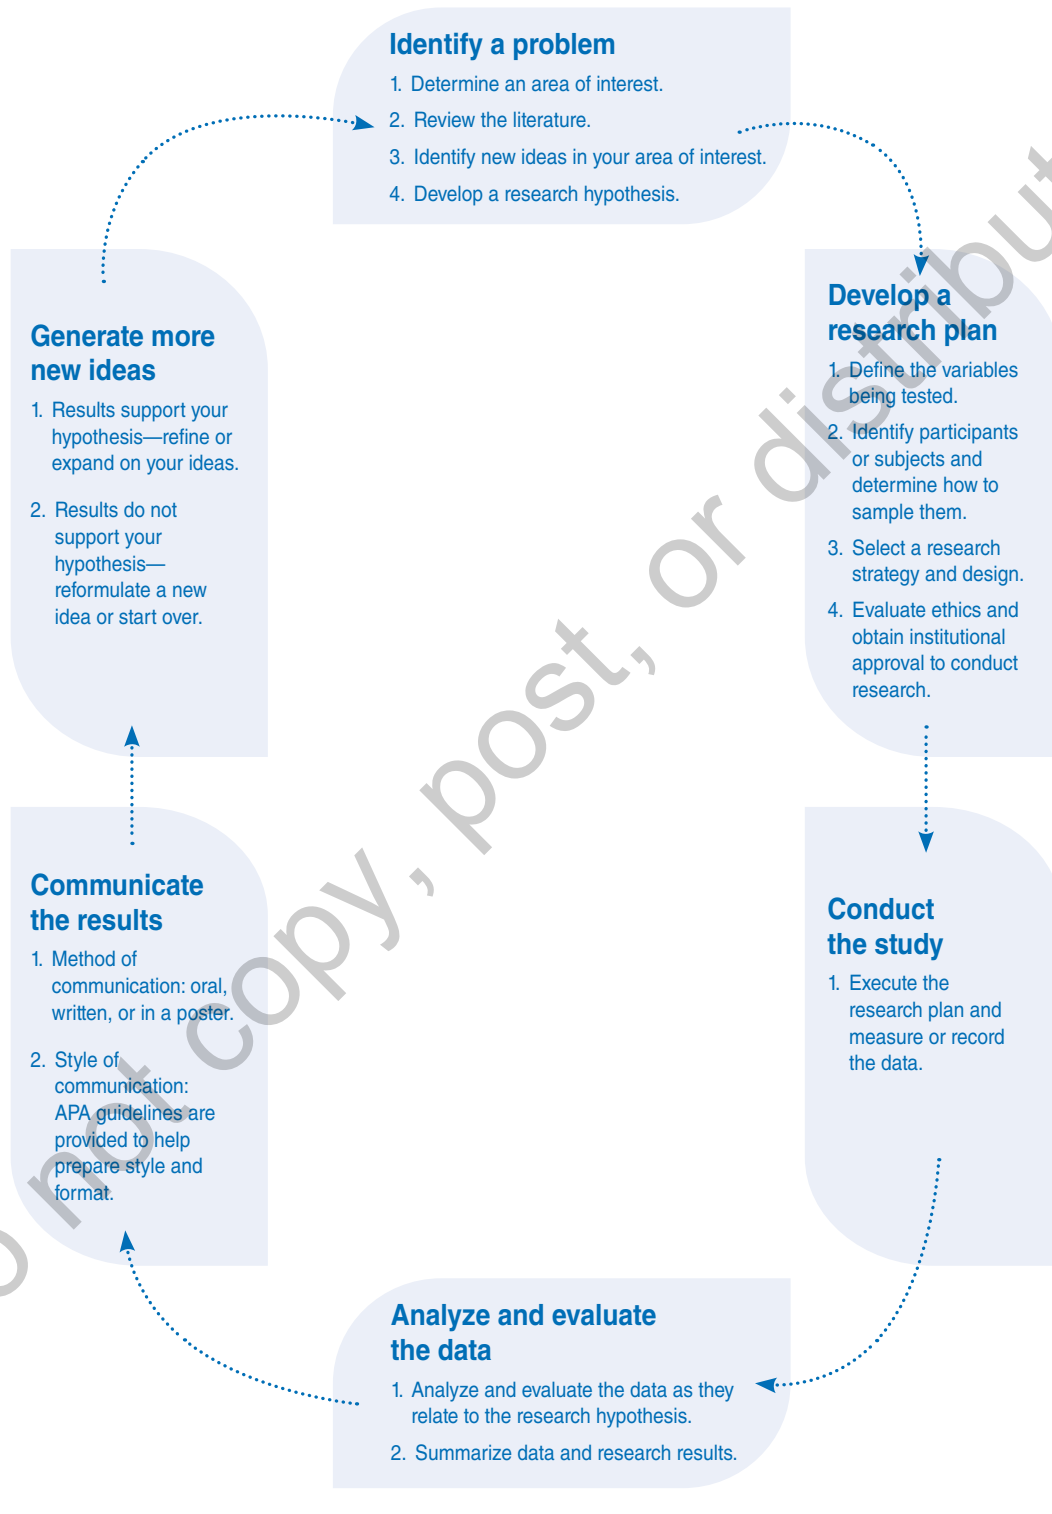 Identify a problem
1. Determine an area of interest.
2. Review the literature.
3. Identify new ideas in your area of interest.
4. Develop a research hypothesis.
Develop a
research plan
1. Define the variables
being tested.
2. Identify participants
or subjects and
determine how to
sample them.
3. Select a research
strategy and design.
4. Evaluate ethics and
obtain institutional
approval to conduct
research.
Conduct
the study
1. Execute the
research plan and
measure or record
the data.
Analyze and evaluate
the data
1. Analyze and evaluate the data as they
relate to the research hypothesis.
2. Summarize data and research results.
Communicate
the results
1. Method of
communication: oral,
written, or in a poster.
2. Style of
communication:
APA guidelines are
provided to help
prepare style and
format.
Generate more
new ideas
1. Results support your
hypothesis—refine or
expand on your ideas.
2. Results do not
support your
hypothesis—
reformulate a new
idea or start over.
not copy, post, or distribut